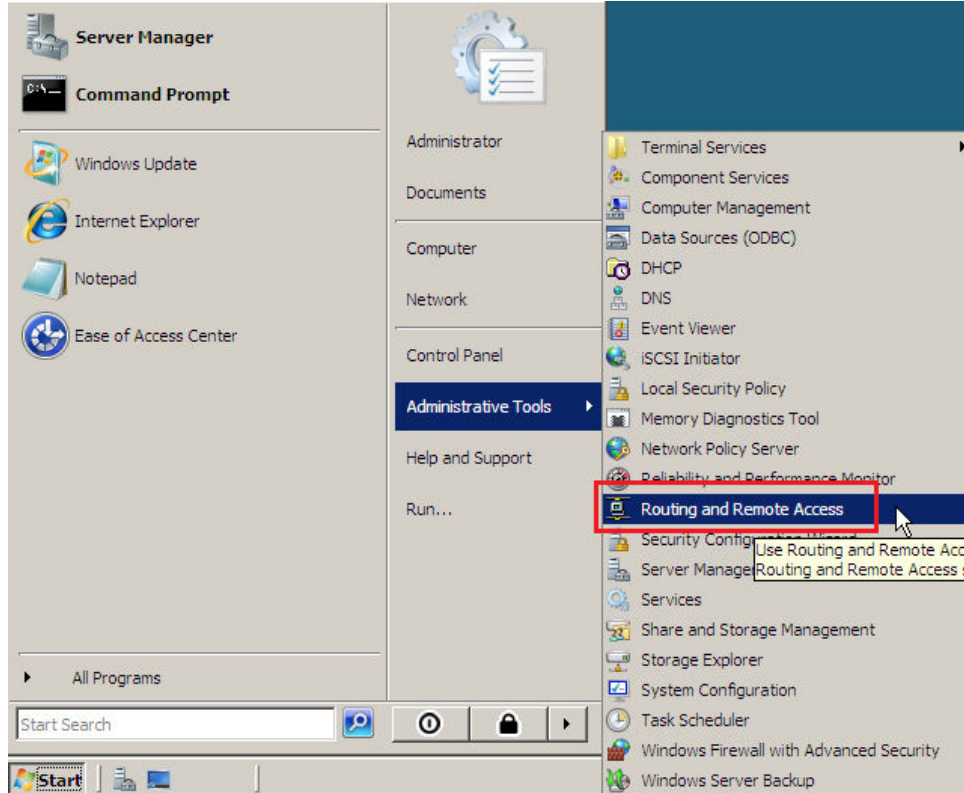 Server Manager
Command Prompt
Windows Update
Internet Explorer
Notepad
Ease of Access Center
All Programs
Start Search
Start
Administrator
Documents
Computer
Network
Control Panel
Administrative Tools
Help and Support
Run...
Terminal Services
Component Services
Computer Management
Data Sources (ODBC)
DHCP
DNS
Event Viewer
iSCSI Initiator
Local Security Policy
Memory Diagnostics Tool
Network Policy Server
Reliability and Performance Monitor
Routing and Remote Access
Security Configuration Wizard
Use Routing and Remote Acc
Server Manager
Routing and Remote Access s
Services
Share and Storage Management
Storage Explorer
System Configuration
Task Scheduler
Windows Firewall with Advanced Security
Windows Server Backup